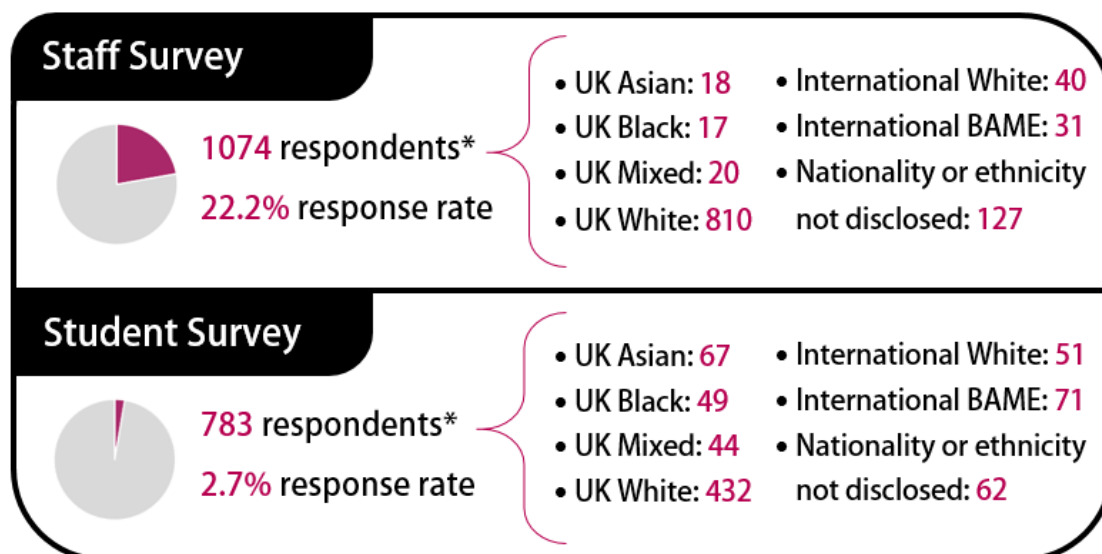 Staff Survey
1074 respondents*
22.2% response rate
• UK Asian: 18
• UK Black: 17
• UK Mixed: 20
• UK White: 810
• International White: 40
• International BAME: 31
• Nationality or ethnicity
not disclosed: 127
Student Survey
783 respondents*
2.7% response rate
• UK Asian: 67
• UK Black: 49
• UK Mixed: 44
• UK White: 432
• International White: 51
• International BAME: 71
• Nationality or ethnicity
not disclosed: 62